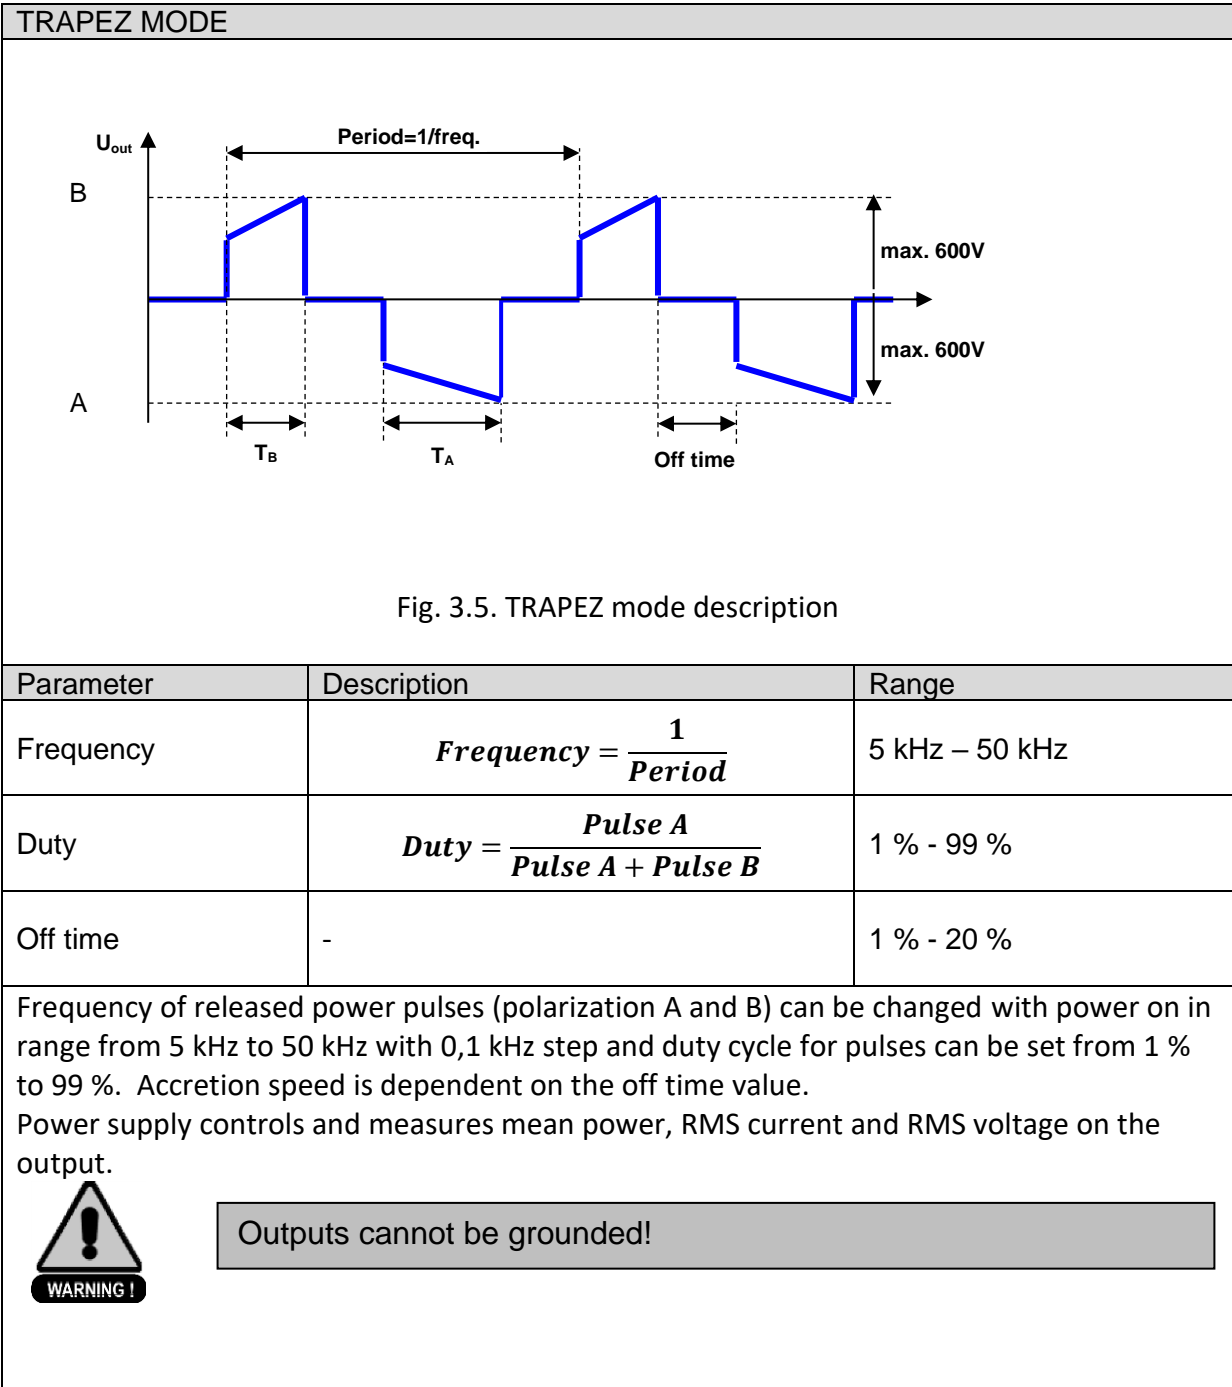 TRAPEZ MODE
Uout
Period=1/freq.
B
max. 600V
max. 600V
A
TB
TA
Off time
Fig. 3.5. TRAPEZ mode description
Parameter Description Range
Frequency Frequency = 1 / Period 5 kHz – 50 kHz
Duty Duty = Pulse A / Pulse A + Pulse B 1 % - 99 %
Off time - 1 % - 20 %
Frequency of released power pulses (polarization A and B) can be changed with power on in
range from 5 kHz to 50 kHz with 0,1 kHz step and duty cycle for pulses can be set from 1 %
to 99 %. Accretion speed is dependent on the off time value.
Power supply controls and measures mean power, RMS current and RMS voltage on the
output.
Outputs cannot be grounded!
WARNING !